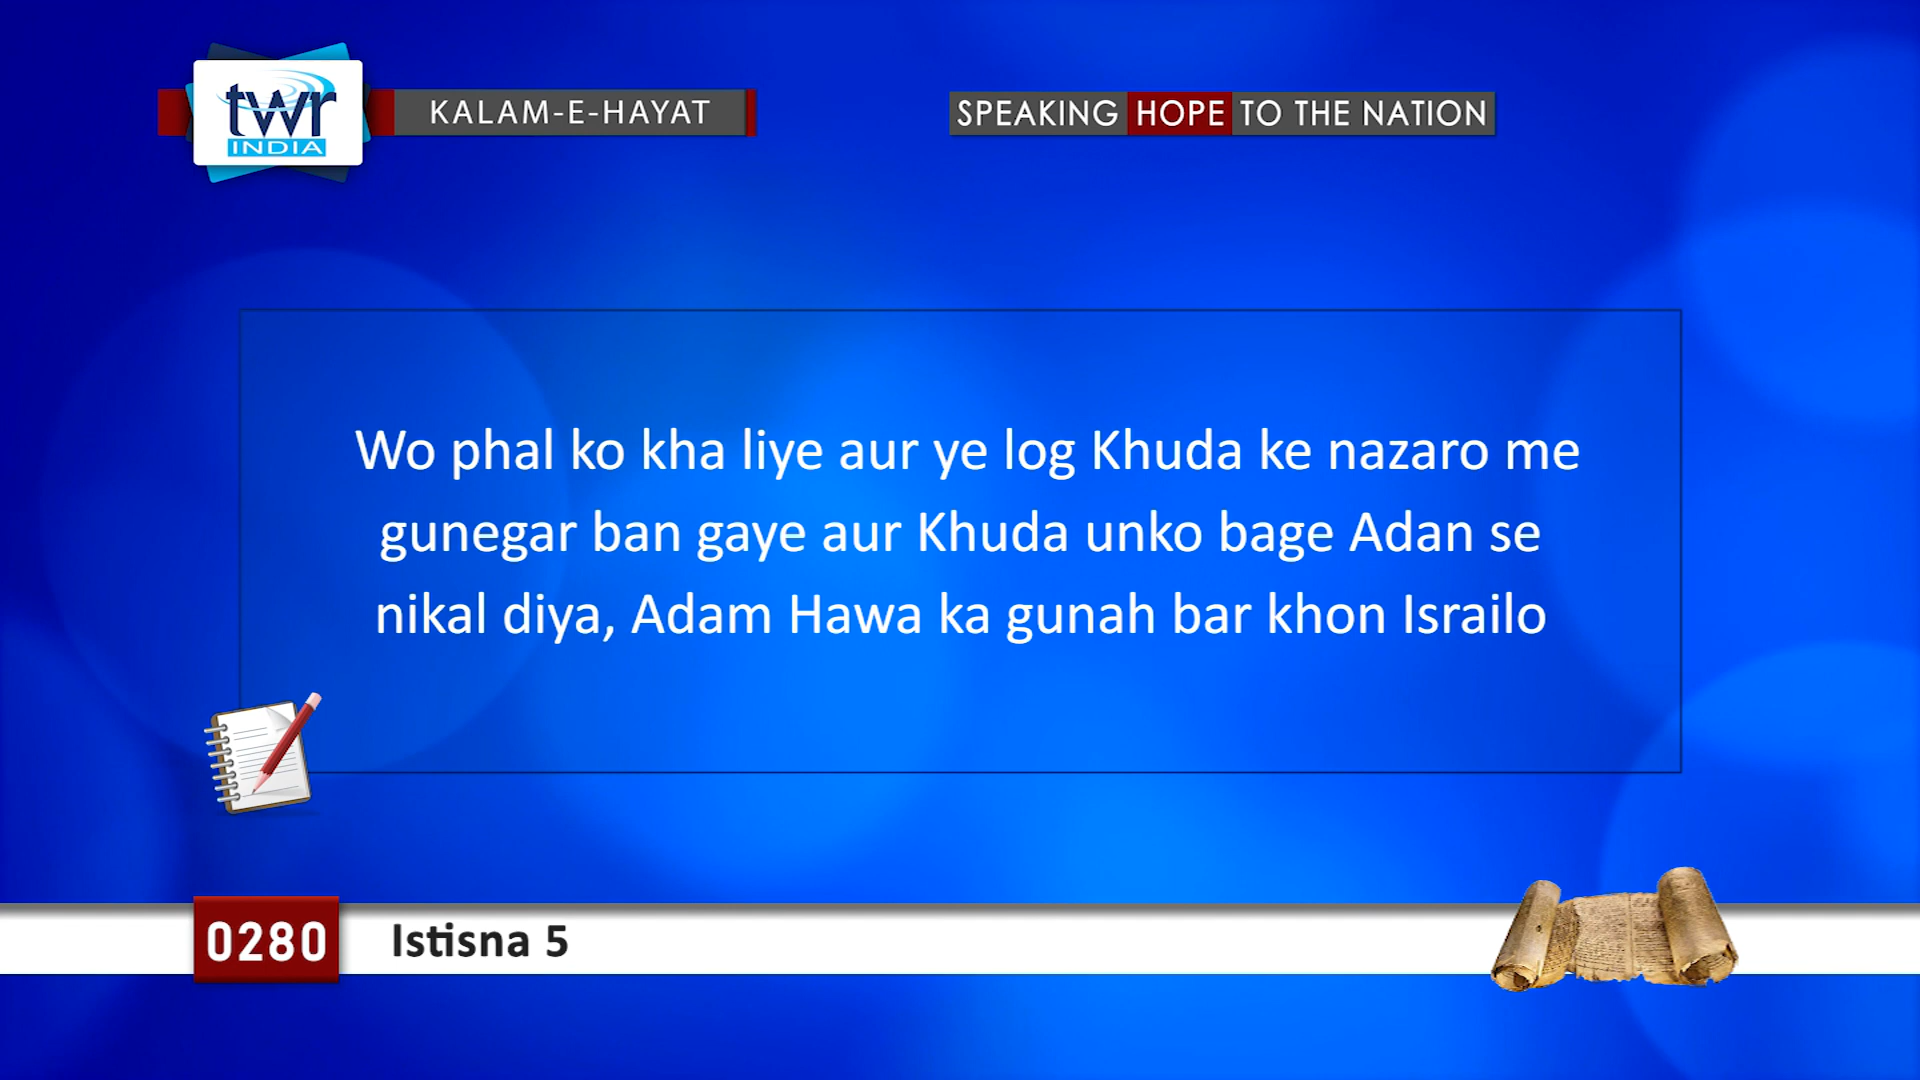 twr
INDIA
KALAM-E-HAYAT
SPEAKING HOPE TO THE NATION
Wo phal ko kha liye aur ye log Khuda ke nazaro me
gunegar ban gaye aur Khuda unko bage Adan se
nikal diya, Adam Hawa ka gunah bar khon Israilo
0280
Istisna 5